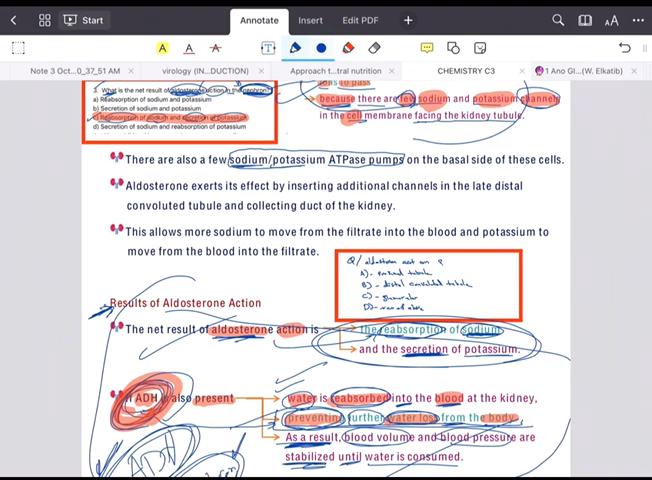 Start
Annotate
Insert
Edit PDF
Note 3 Oct...0_37_51 AM
virology (IN...DUCTION)
Approach t...tral nutrition
CHEMISTRY C3
1 Ano GI...(W. Elkatib)
3. What is the net result of aldosterone action in the nephron?
a) Reabsorption of sodium and potassium
b) Secretion of sodium and potassium
c) Reabsorption of sodium and secretion of potassium
d) Secretion of sodium and reabsorption of potassium
ions to pass
because there are few sodium and potassium channels
in the cell membrane facing the kidney tubule.
There are also a few sodium/potassium ATPase pumps on the basal side of these cells.
Aldosterone exerts its effect by inserting additional channels in the late distal
convoluted tubule and collecting duct of the kidney.
This allows more sodium to move from the filtrate into the blood and potassium to
move from the blood into the filtrate.
Q/ aldosteron act on ?
B)- distal convoluted tubule
Results of Aldosterone Action
The net result of aldosterone action is
the reabsorption of sodium
and the secretion of potassium.
If ADH is also present
water is reabsorbed into the blood at the kidney,
preventing further water loss from the body,
As a result, blood volume and blood pressure are
stabilized until water is consumed.
ADH